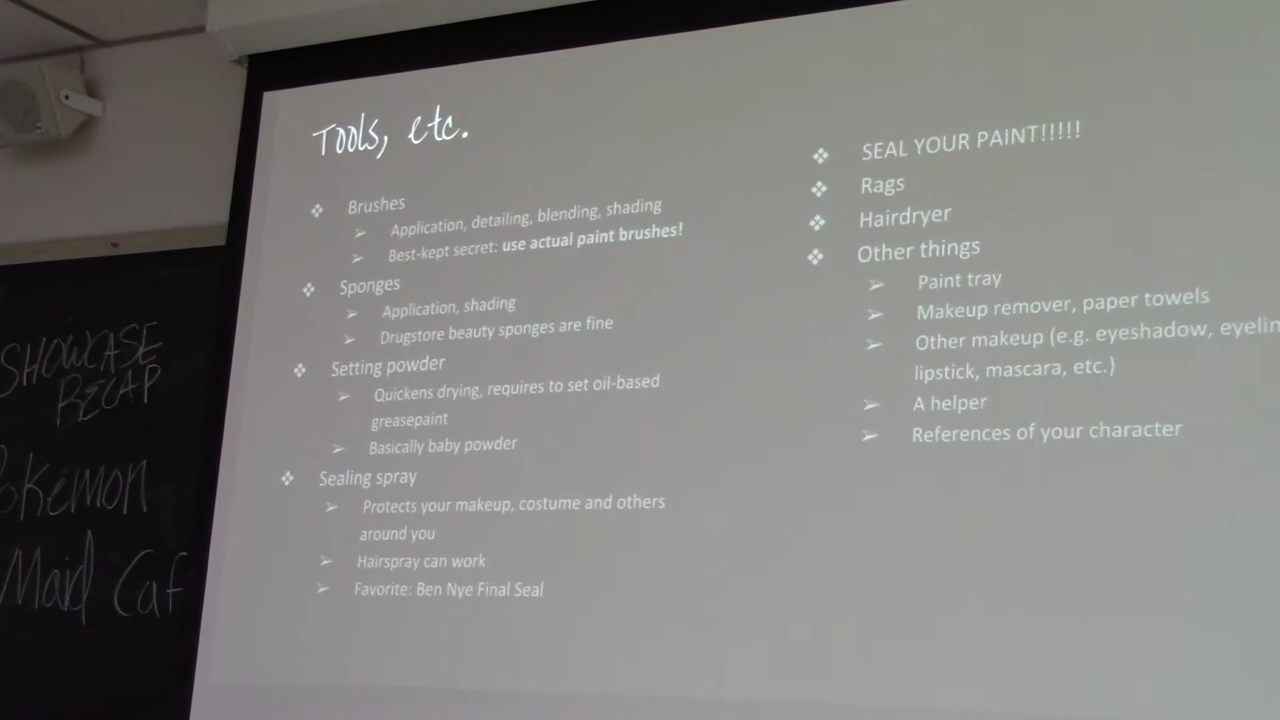 Tools, etc.
❖ Brushes
➢ Application, detailing, blending, shading
➢ Best-kept secret: use actual paint brushes!
❖ Sponges
➢ Application, shading
➢ Drugstore beauty sponges are fine
❖ Setting powder
➢ Quickens drying, requires to set oil-based
greasepaint
➢ Basically baby powder
❖ Sealing spray
➢ Protects your makeup, costume and others
around you
➢ Hairspray can work
➢ Favorite: Ben Nye Final Seal
❖ SEAL YOUR PAINT!!!!!
❖ Rags
❖ Hairdryer
❖ Other things
➢ Paint tray
➢ Makeup remover, paper towels
➢ Other makeup (e.g. eyeshadow, eyelin
lipstick, mascara, etc.)
➢ A helper
➢ References of your character
SHOWCASE
RECAP
okémon
Maid Caf